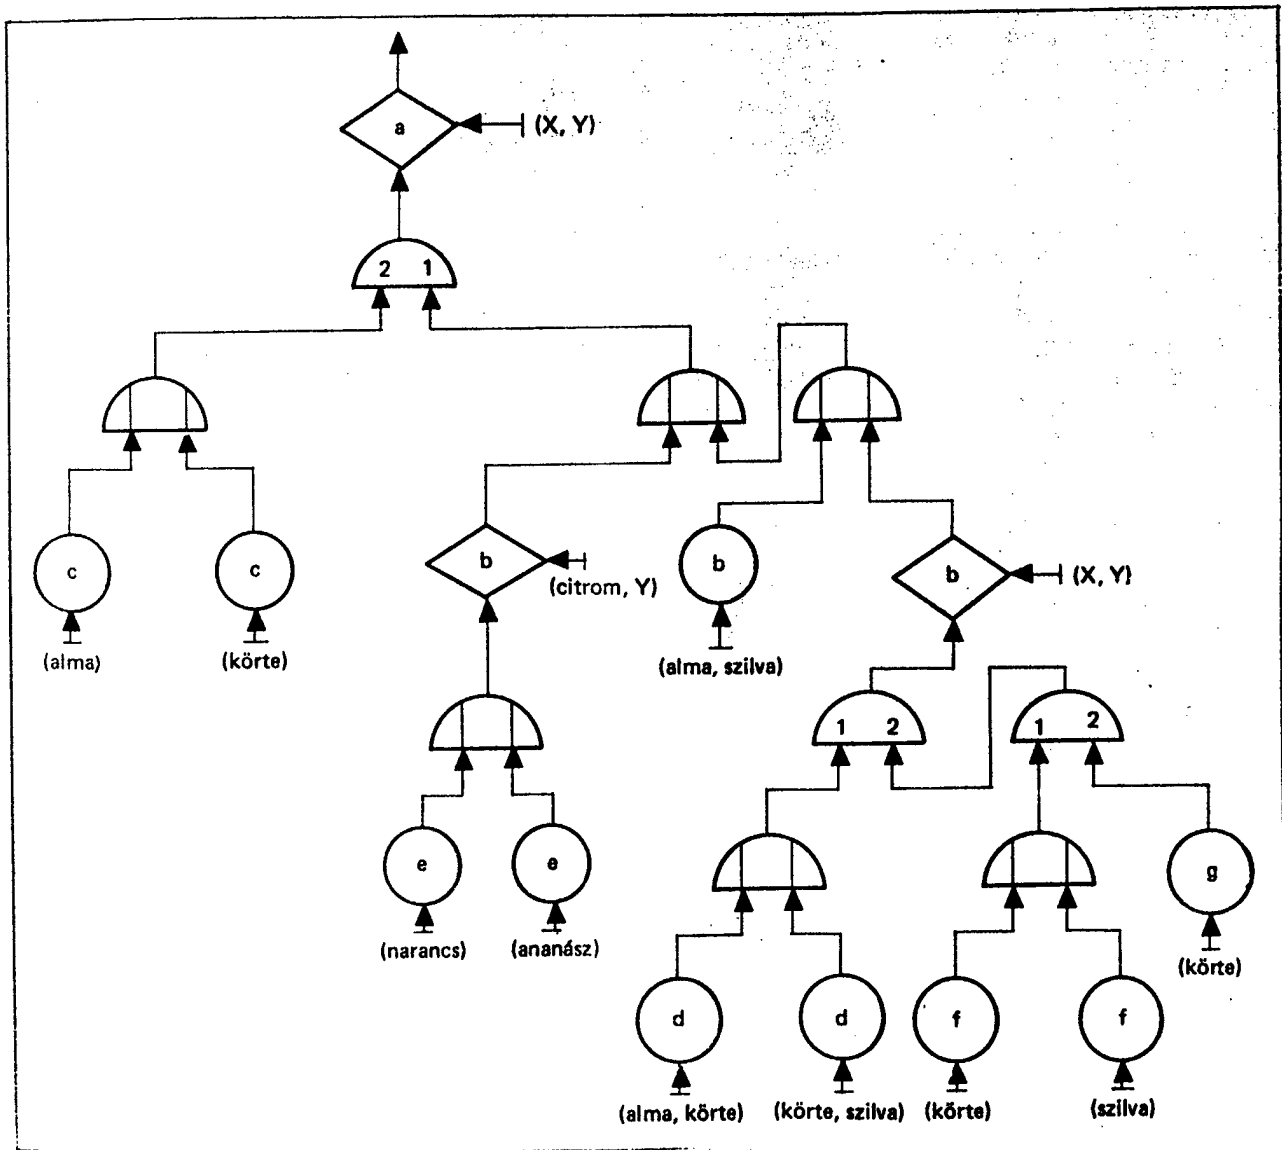 a
(X, Y)
2 1
c
c
(alma)
(körte)
b
(citrom, Y)
b
(alma, szilva)
b
(X, Y)
1 2
1 2
e
e
(narancs)
(ananász)
g
(körte)
d
d
f
f
(alma, körte)
(körte, szilva)
(körte)
(szilva)